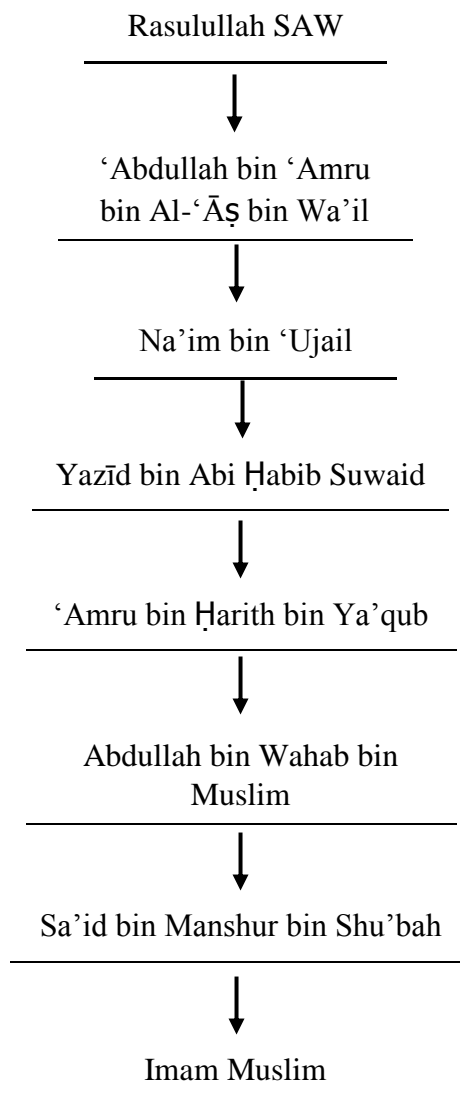 Rasulullah SAW
‘Abdullah bin ‘Amru
bin Al-‘Āṣ bin Wa’il
Na’im bin ‘Ujail
Yazīd bin Abi Ḥabib Suwaid
‘Amru bin Ḥarith bin Ya’qub
Abdullah bin Wahab bin
Muslim
Sa’id bin Manshur bin Shu’bah
Imam Muslim